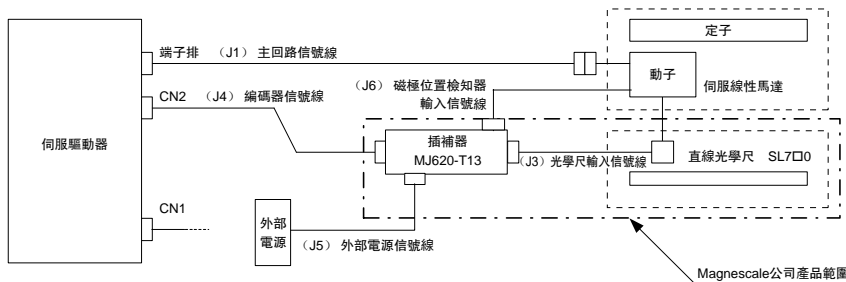 定子
端子排 （J1）主回路信號線
動子
（J6） 磁極位置檢知器
輸入信號線
伺服線性馬達
CN2 （J4） 編碼器信號線
伺服驅動器
插補器
MJ620-T13
（J3）光學尺輸入信號線
直線光學尺 SL7口0
CN1
外部
電源
（J5） 外部電源信號線
Magnescale公司產品範圍